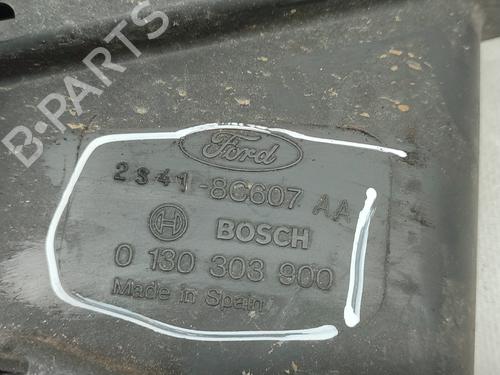 B-PARTS
Ford
2S41-8C607 AA
BOSCH
0 130 303 900
Made in Spain